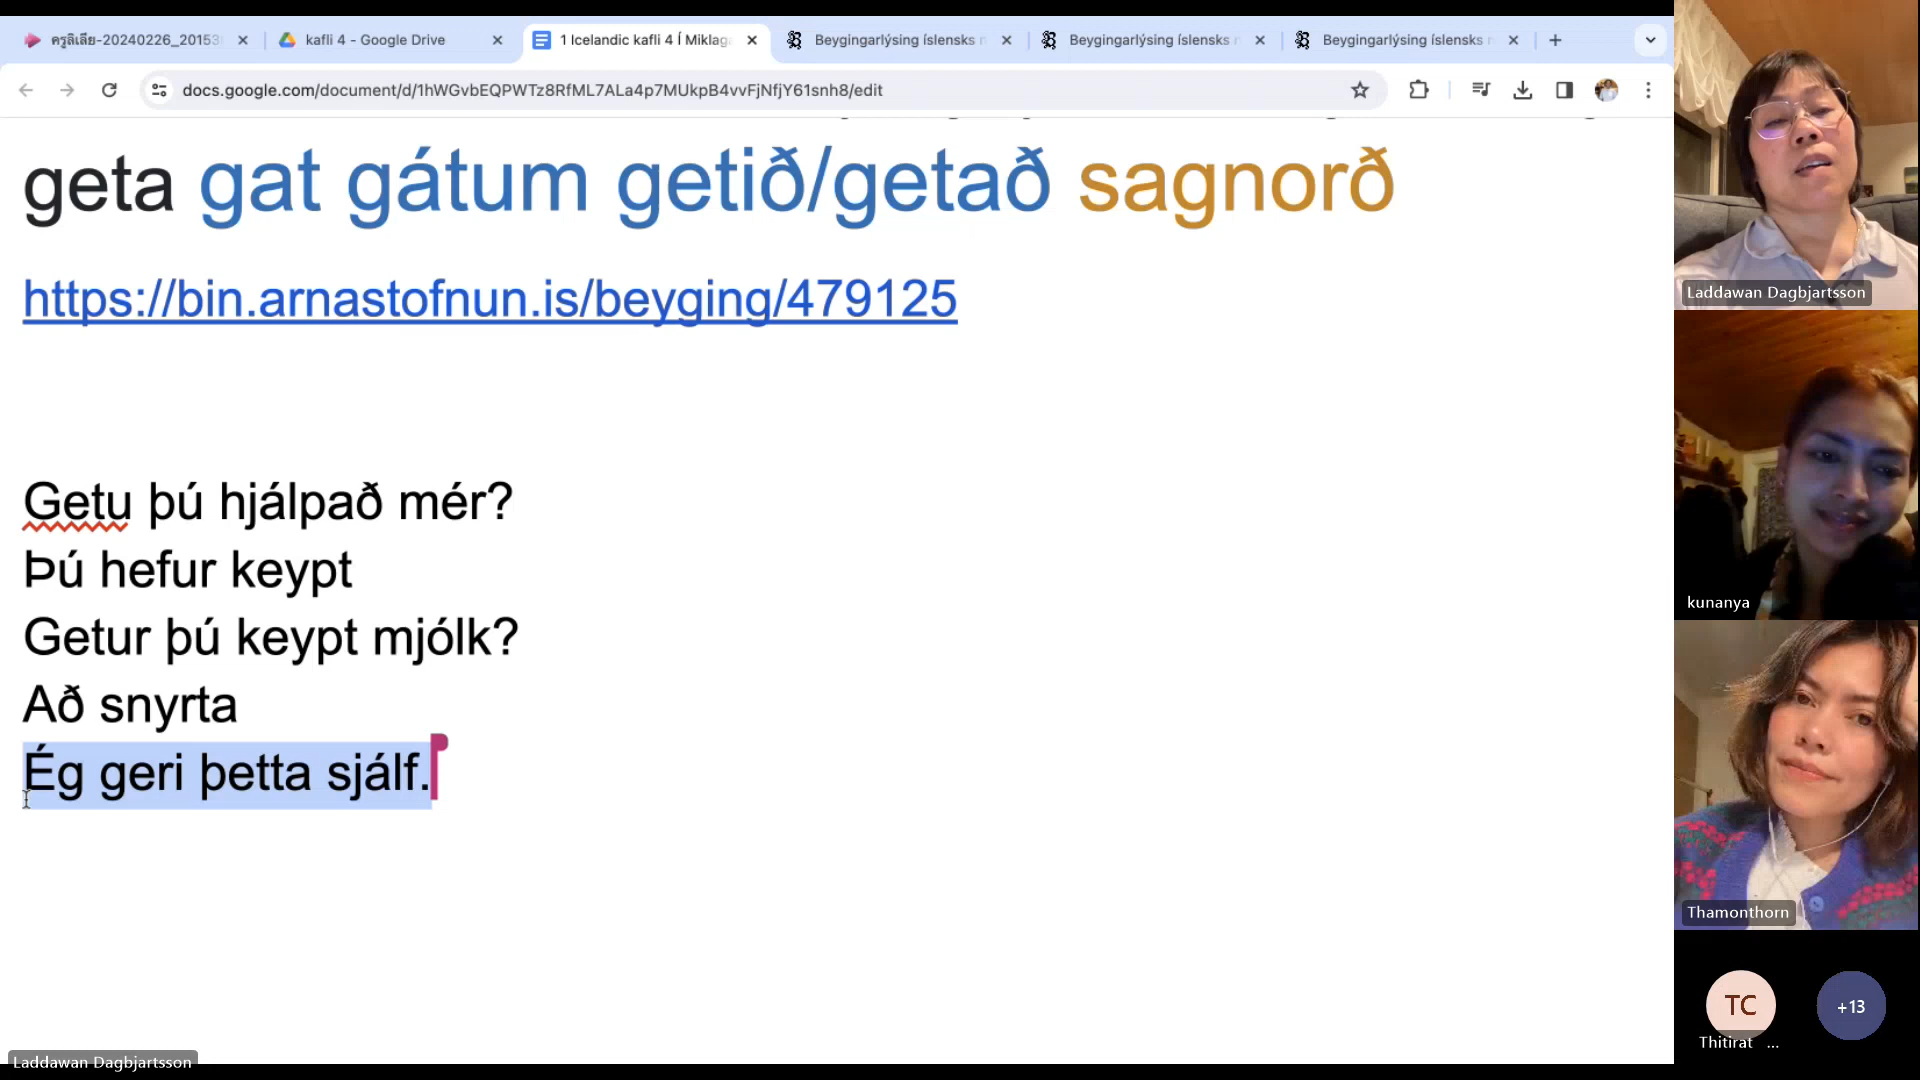 ครูลิเลีย-20240226_20153
kafli 4 - Google Drive
1 Icelandic kafli 4 Í Miklaga
Beygingarlýsing íslensks n
Beygingarlýsing íslensks n
Beygingarlýsing íslensks n
docs.google.com/document/d/1hWGvbEQPWTz8RfML7ALa4p7MUkpB4vvFjNfjY61snh8/edit
geta gat gátum getið/getað sagnorð
https://bin.arnastofnun.is/beyging/479125
Getu þú hjálpað mér?
Þú hefur keypt
Getur þú keypt mjólk?
Að snyrta
Ég geri þetta sjálf.
Laddawan Dagbjartsson
Laddawan Dagbjartsson
kunanya
Thamonthorn
TC
Thitirat ...
+13